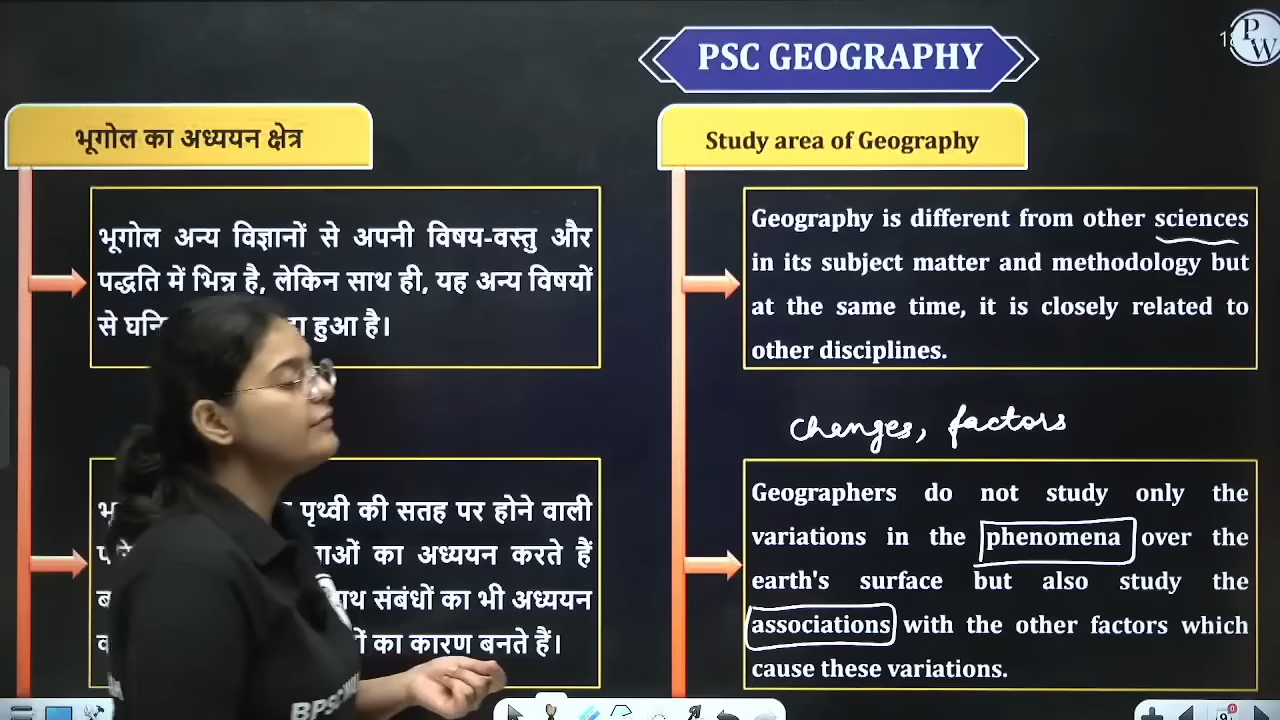 PSC GEOGRAPHY
PW
भूगोल का अध्ययन क्षेत्र
भूगोल अन्य विज्ञानों से अपनी विषय-वस्तु और
पद्धति में भिन्न है, लेकिन साथ ही, यह अन्य विषयों
से हुआ है।
पृथ्वी की सतह पर होने वाली
का अध्ययन करते हैं
संबंधों का भी अध्ययन
का कारण बनते हैं।
Study area of Geography
Geography is different from other sciences
in its subject matter and methodology but
at the same time, it is closely related to
other disciplines.
changes, factors
Geographers do not study only the
variations in the phenomena over the
earth's surface but also study the
associations with the other factors which
cause these variations.